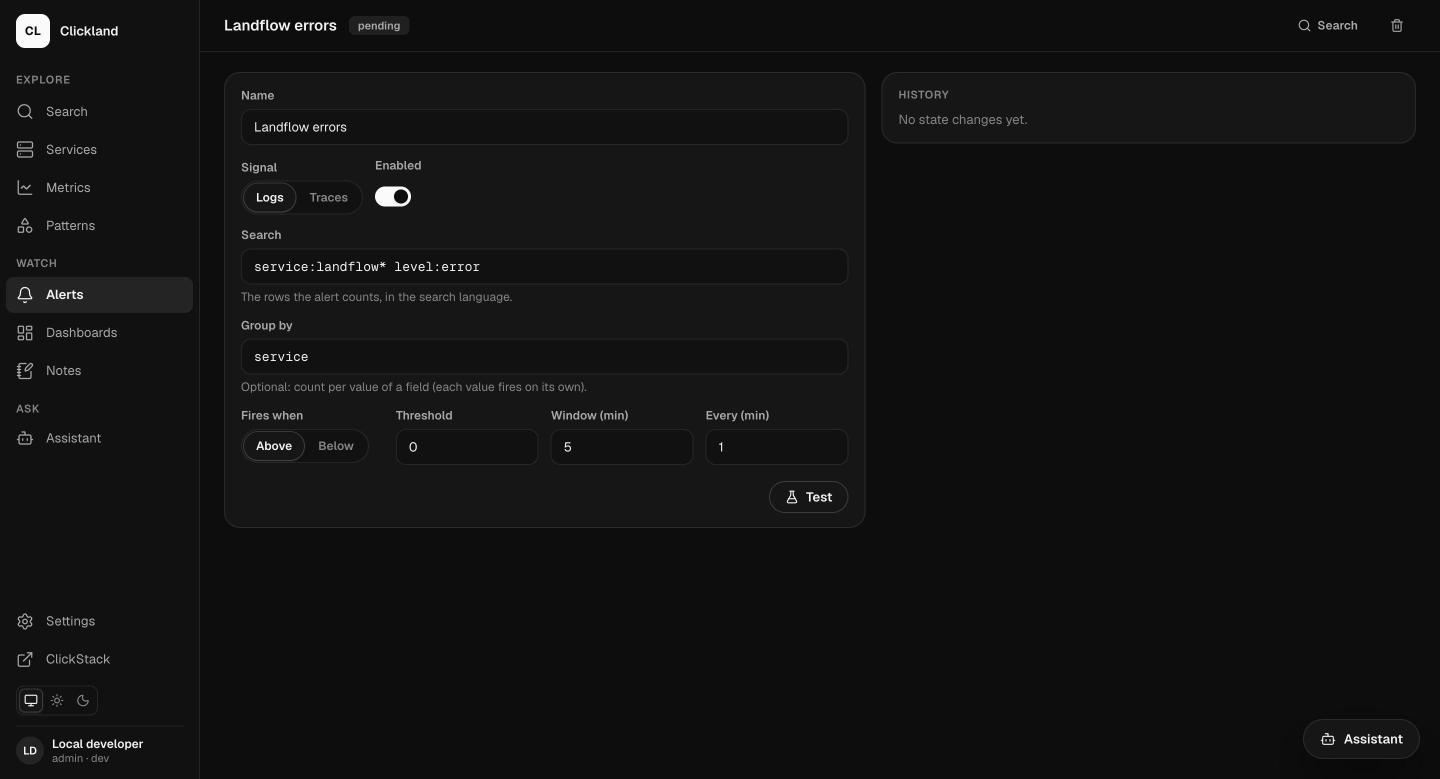 CL Clickland
EXPLORE
Search
Services
Metrics
Patterns
WATCH
Alerts
Dashboards
Notes
ASK
Assistant
Settings
ClickStack
LD Local developer
admin · dev
Landflow errors pending
Search
Name
Landflow errors
Signal Enabled
Logs Traces
Search
service:landflow* level:error
The rows the alert counts, in the search language.
Group by
service
Optional: count per value of a field (each value fires on its own).
Fires when Threshold Window (min) Every (min)
Above Below 0 5 1
Test
HISTORY
No state changes yet.
Assistant